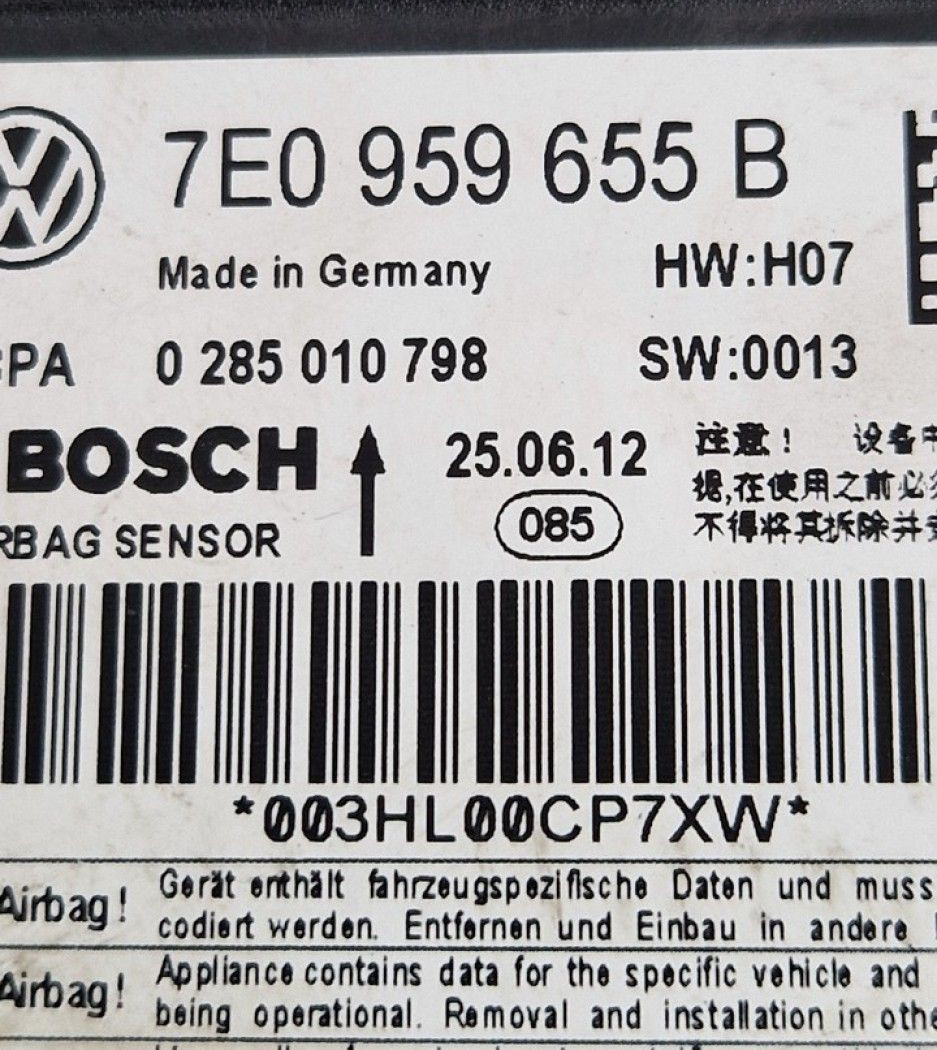 7E0 959 655 B
Made in Germany HW:H07
PA 0 285 010 798 SW:0013
BOSCH 25.06.12 注意! 设备
据,在使用之前必
085 不得将其拆除并
RBAG SENSOR
*003HL00CP7XW*
Airbag! Gerät enthält fahrzeugspezifische Daten und muss
codiert werden. Entfernen und Einbau in andere
Airbag! Appliance contains data for the specific vehicle and
being operational. Removal and installation in othe